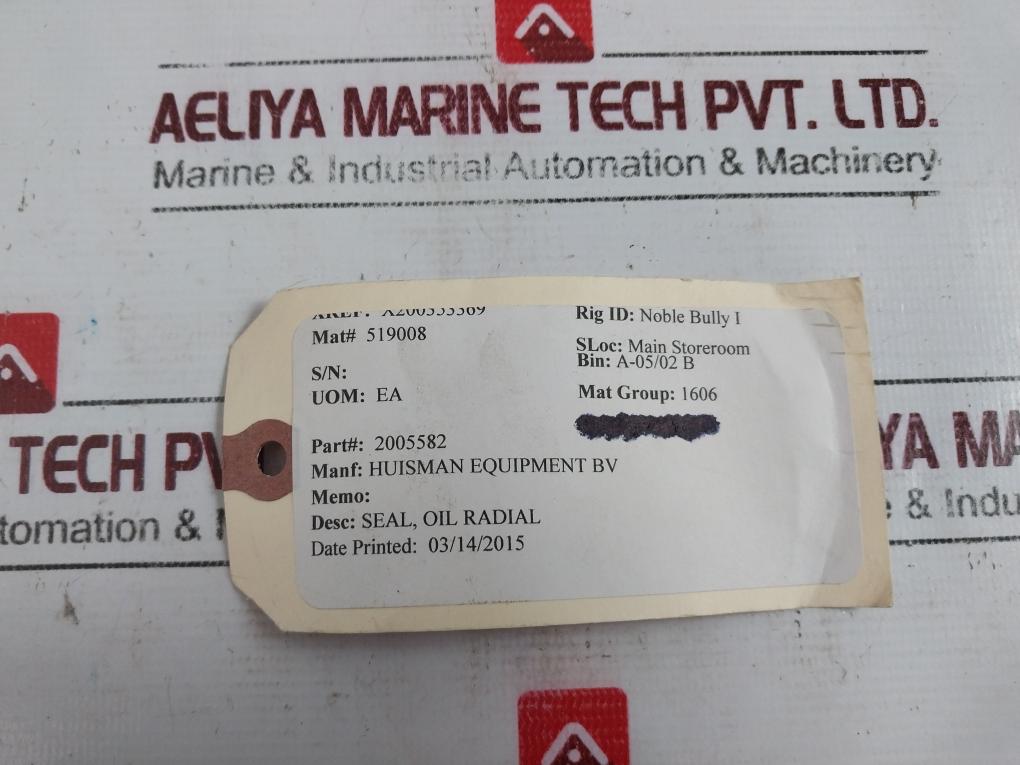 AELIYA MARINE TECH PVT. LTD.
Marine & Industrial Automation & Machinery
Rig ID: Noble Bully I
Mat# 519008
SLoc: Main Storeroom
Bin: A-05/02 B
S/N:
UOM: EA
Mat Group: 1606
Part#: 2005582
Manf: HUISMAN EQUIPMENT BV
Memo:
Desc: SEAL, OIL RADIAL
Date Printed: 03/14/2015
TECH PV
YA MA
tomation &
& Indu